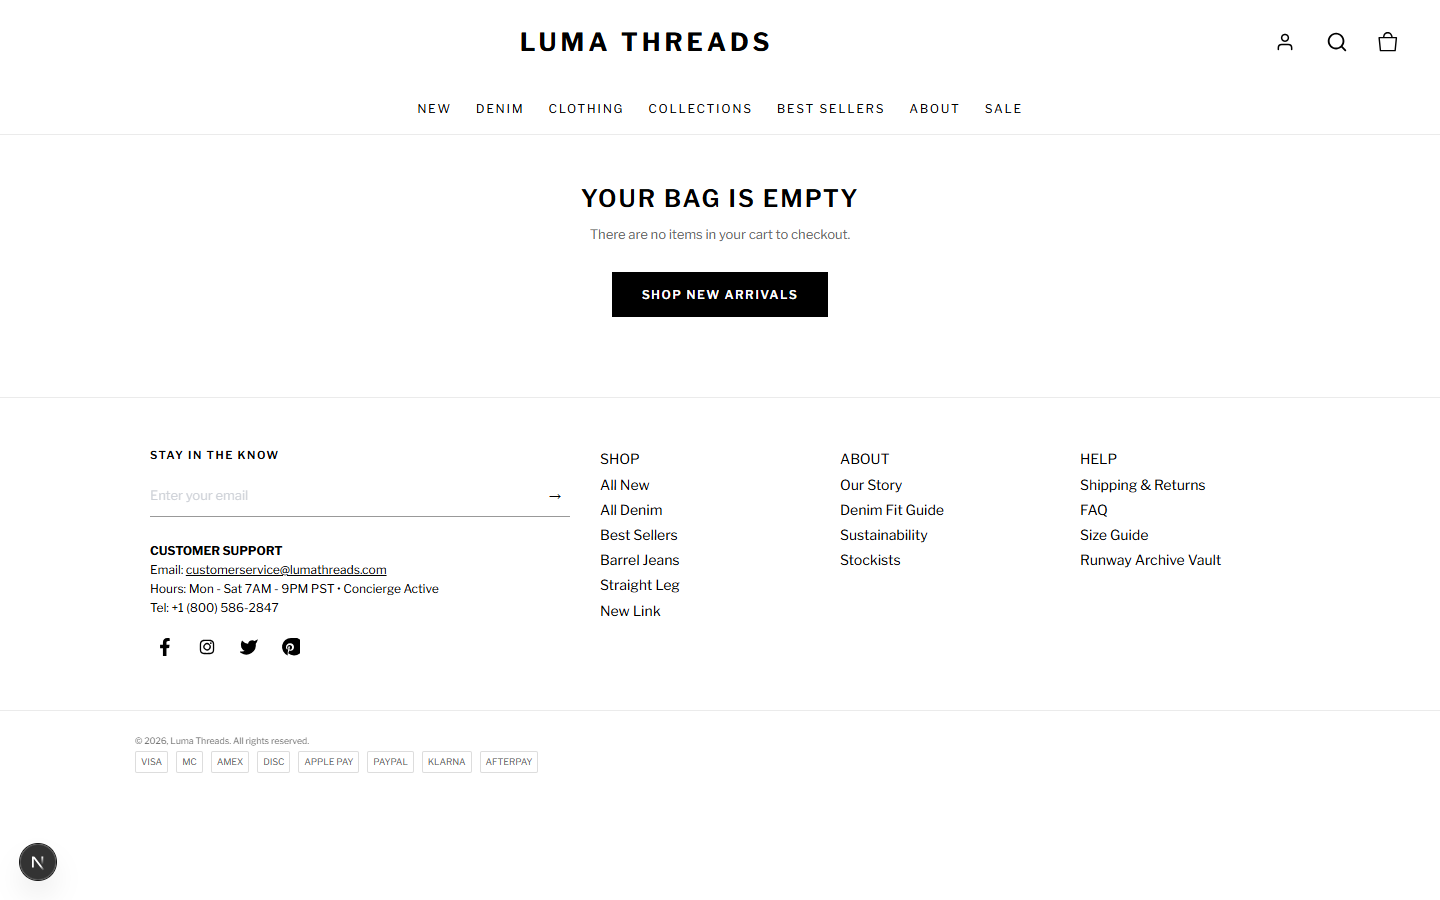 LUMA THREADS
NEW DENIM CLOTHING COLLECTIONS BEST SELLERS ABOUT SALE
YOUR BAG IS EMPTY
There are no items in your cart to checkout.
SHOP NEW ARRIVALS
STAY IN THE KNOW
Enter your email →
CUSTOMER SUPPORT
Email: customerservice@lumathreads.com
Hours: Mon - Sat 7AM - 9PM PST • Concierge Active
Tel: +1 (800) 586-2847
SHOP
All New
All Denim
Best Sellers
Barrel Jeans
Straight Leg
New Link
ABOUT
Our Story
Denim Fit Guide
Sustainability
Stockists
HELP
Shipping & Returns
FAQ
Size Guide
Runway Archive Vault
© 2026, Luma Threads. All rights reserved.
VISA MC AMEX DISC APPLE PAY PAYPAL KLARNA AFTERPAY
N